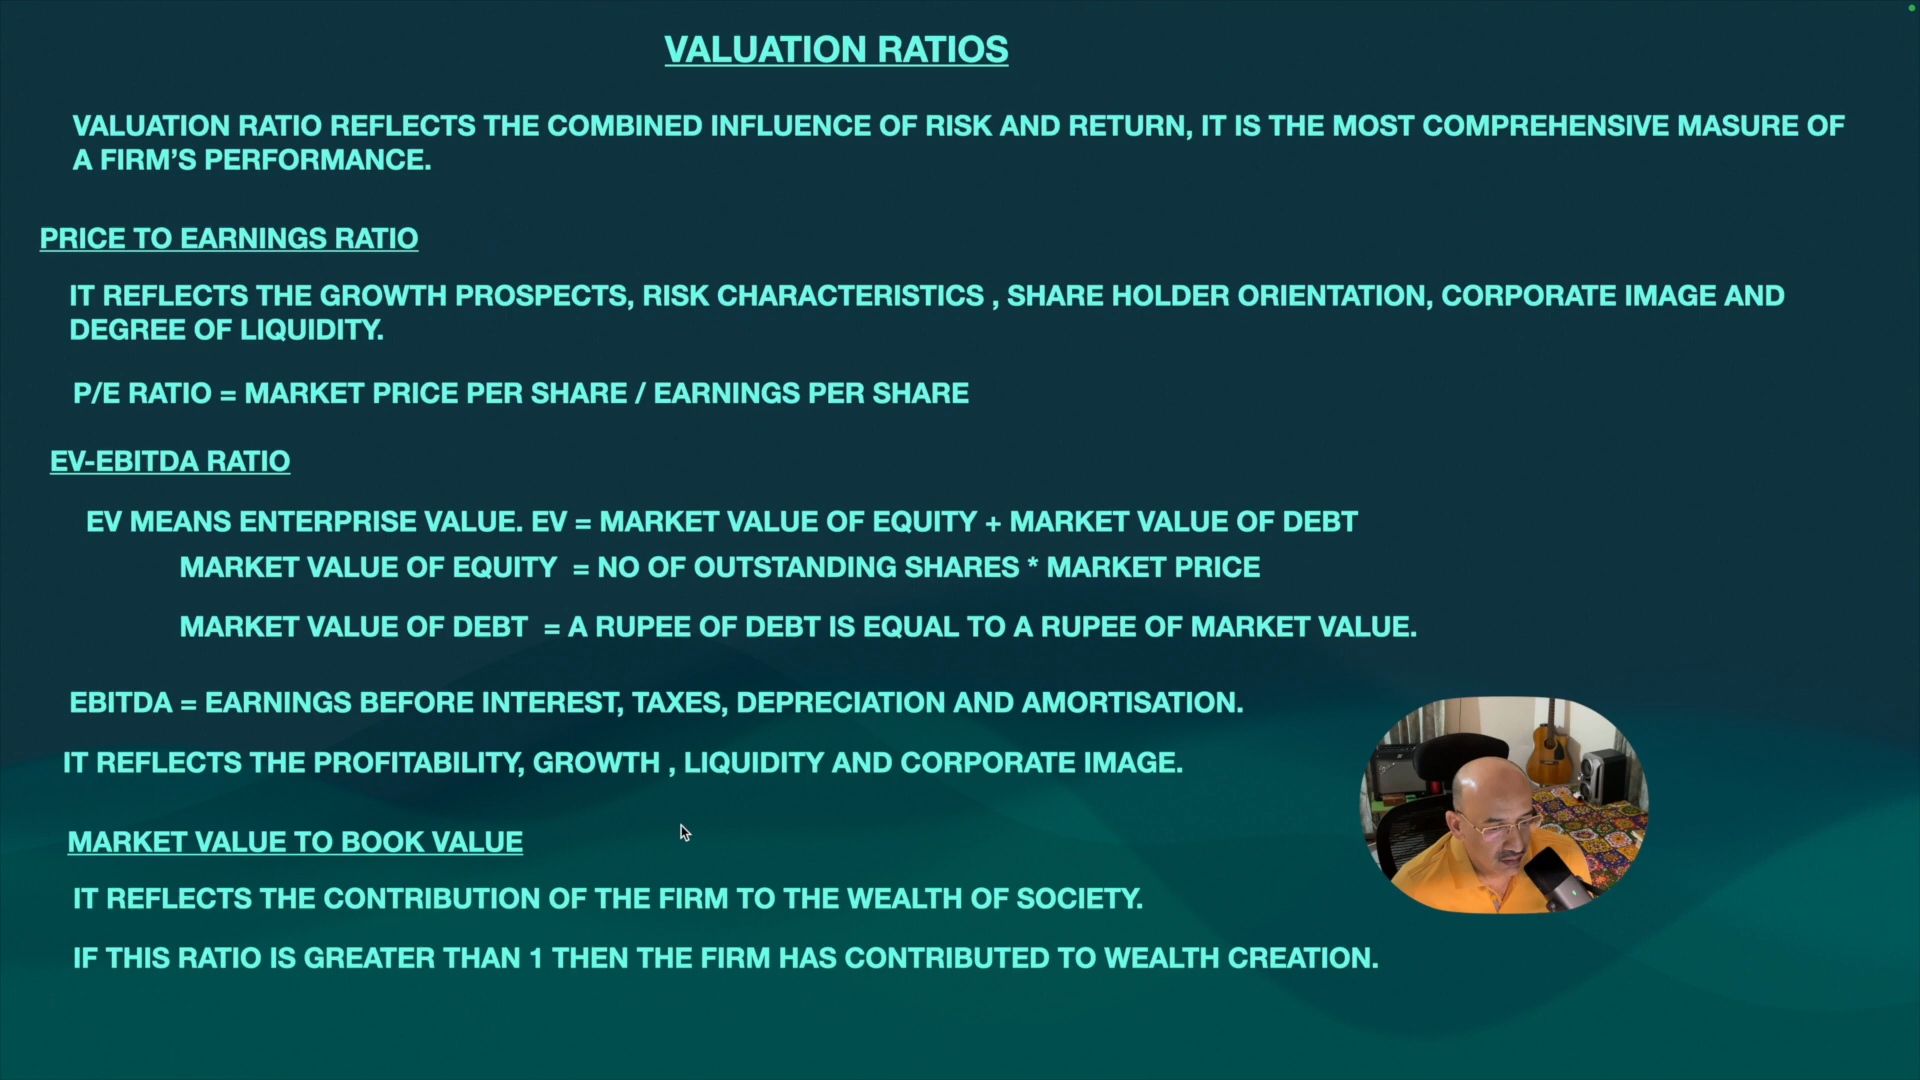 VALUATION RATIOS
VALUATION RATIO REFLECTS THE COMBINED INFLUENCE OF RISK AND RETURN, IT IS THE MOST COMPREHENSIVE MASURE OF
A FIRM’S PERFORMANCE.
PRICE TO EARNINGS RATIO
IT REFLECTS THE GROWTH PROSPECTS, RISK CHARACTERISTICS , SHARE HOLDER ORIENTATION, CORPORATE IMAGE AND
DEGREE OF LIQUIDITY.
P/E RATIO = MARKET PRICE PER SHARE / EARNINGS PER SHARE
EV-EBITDA RATIO
EV MEANS ENTERPRISE VALUE. EV = MARKET VALUE OF EQUITY + MARKET VALUE OF DEBT
MARKET VALUE OF EQUITY = NO OF OUTSTANDING SHARES * MARKET PRICE
MARKET VALUE OF DEBT = A RUPEE OF DEBT IS EQUAL TO A RUPEE OF MARKET VALUE.
EBITDA = EARNINGS BEFORE INTEREST, TAXES, DEPRECIATION AND AMORTISATION.
IT REFLECTS THE PROFITABILITY, GROWTH , LIQUIDITY AND CORPORATE IMAGE.
MARKET VALUE TO BOOK VALUE
IT REFLECTS THE CONTRIBUTION OF THE FIRM TO THE WEALTH OF SOCIETY.
IF THIS RATIO IS GREATER THAN 1 THEN THE FIRM HAS CONTRIBUTED TO WEALTH CREATION.